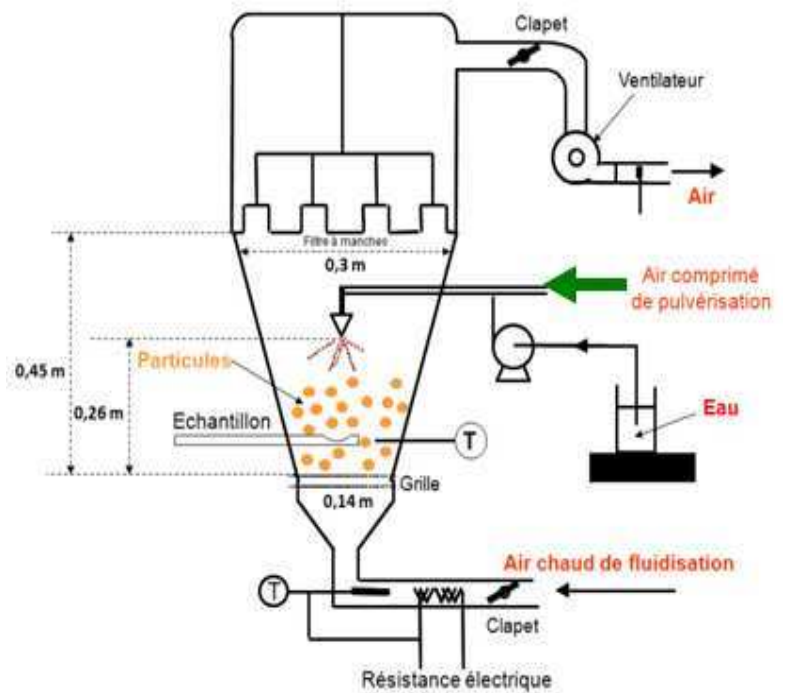 Clapet
Ventilateur
Air
Filtre à manches
0,3 m
Air comprimé
de pulvérisation
Particules
0,45 m
0,26 m
Echantillon
T
Eau
Grille
0,14 m
Air chaud de fluidisation
T
Clapet
Résistance électrique